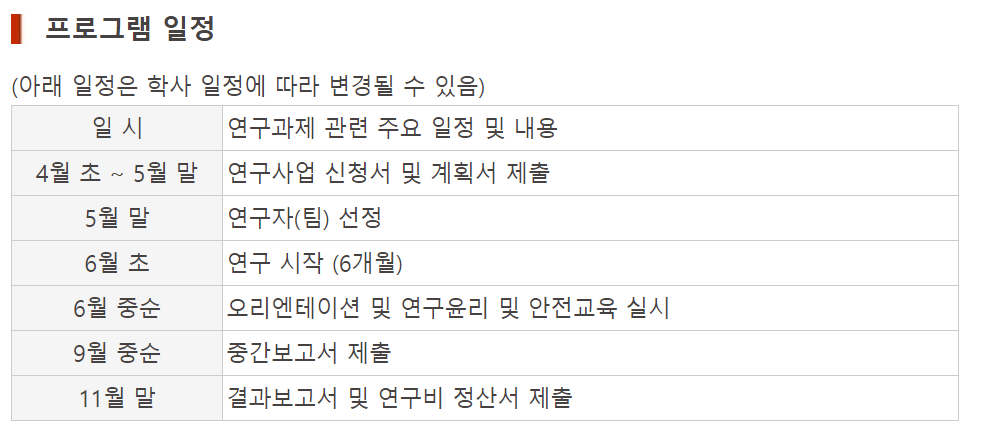 프로그램 일정
(아래 일정은 학사 일정에 따라 변경될 수 있음)
일 시 연구과제 관련 주요 일정 및 내용
4월 초 ~ 5월 말 연구사업 신청서 및 계획서 제출
5월 말 연구자(팀) 선정
6월 초 연구 시작 (6개월)
6월 중순 오리엔테이션 및 연구윤리 및 안전교육 실시
9월 중순 중간보고서 제출
11월 말 결과보고서 및 연구비 정산서 제출